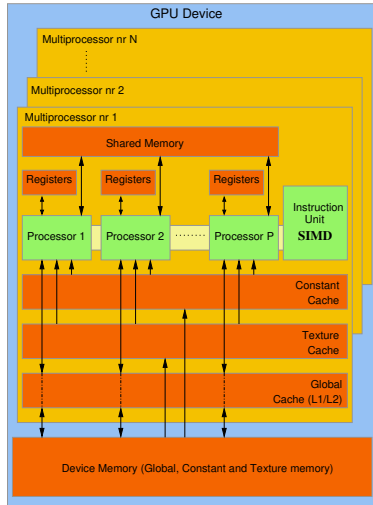 GPU Device
Multiprocessor nr N
Multiprocessor nr 2
Multiprocessor nr 1
Shared Memory
Registers
Registers
Registers
Instruction
Unit
SIMD
Processor 1
Processor 2
Processor P
Constant
Cache
Texture
Cache
Global
Cache (L1/L2)
Device Memory (Global, Constant and Texture memory)